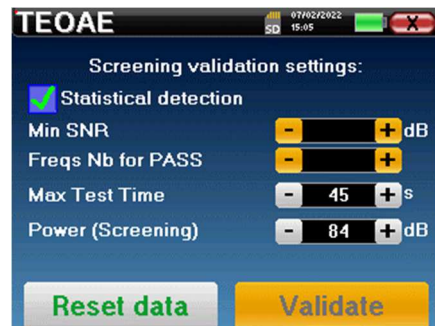 TEOAE
SD
07/02/2022
15:05
X
Screening validation settings:
Statistical detection
Min SNR - + dB
Freqs Nb for PASS - +
Max Test Time - 45 + s
Power (Screening) - 84 + dB
Reset data Validate